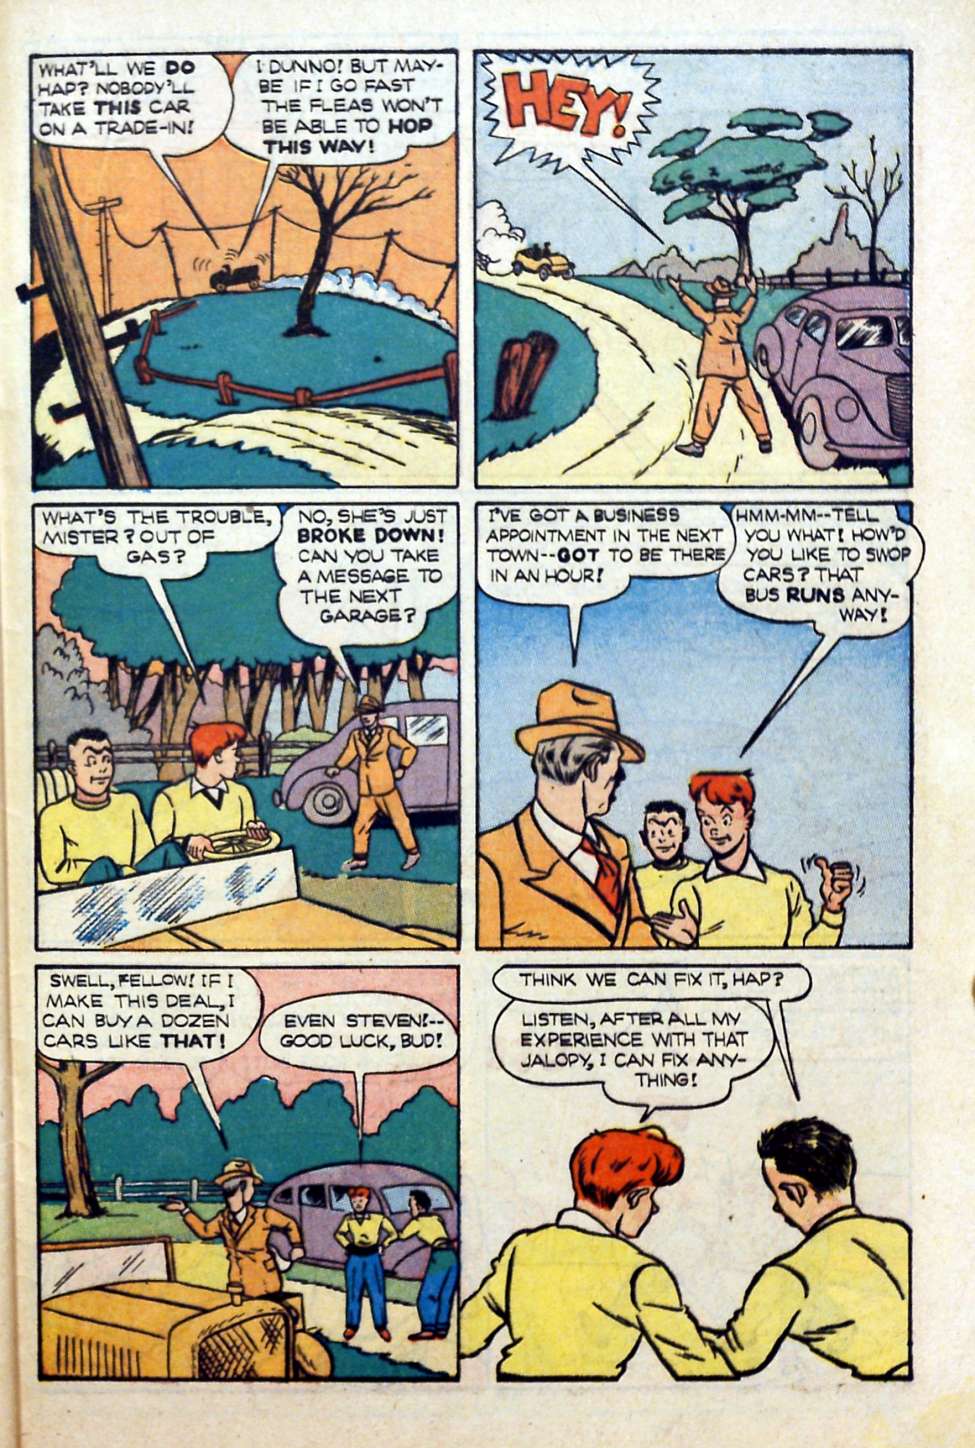 WHAT'LL WE DO
HAP? NOBODY'LL
TAKE THIS CAR
ON A TRADE-IN!
I DUNNO! BUT MAY-
BE IF I GO FAST
THE FLEAS WON'T
BE ABLE TO HOP
THIS WAY!
HEY!
WHAT'S THE TROUBLE,
MISTER? OUT OF
GAS?
NO, SHE'S JUST
BROKE DOWN!
CAN YOU TAKE
A MESSAGE TO
THE NEXT
GARAGE?
I'VE GOT A BUSINESS
APPOINTMENT IN THE NEXT
TOWN--GOT TO BE THERE
IN AN HOUR!
HMM-MM--TELL
YOU WHAT! HOW'D
YOU LIKE TO SWOP
CARS? THAT
BUS RUNS ANY-
WAY!
SWELL, FELLOW! IF I
MAKE THIS DEAL, I
CAN BUY A DOZEN
CARS LIKE THAT!
EVEN STEVEN!--
GOOD LUCK, BUD!
THINK WE CAN FIX IT, HAP?
LISTEN, AFTER ALL MY
EXPERIENCE WITH THAT
JALOPY, I CAN FIX ANY-
THING!